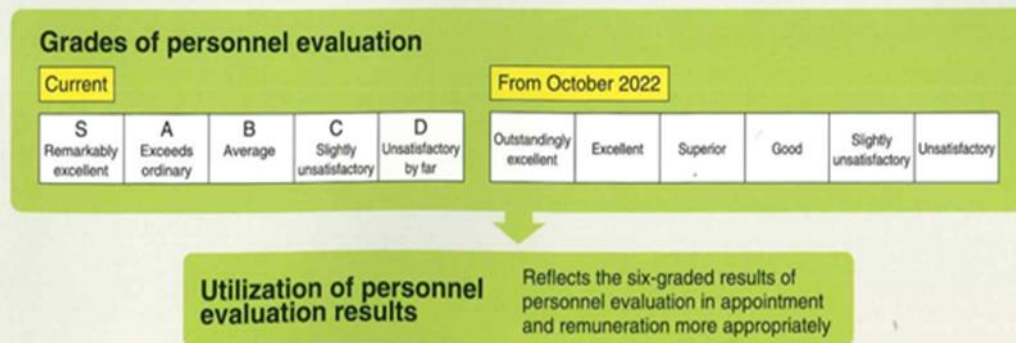 Grades of personnel evaluation
Current
S
Remarkably
excellent
A
Exceeds
ordinary
B
Average
C
Slightly
unsatisfactory
D
Unsatisfactory
by far
From October 2022
Outstandingly
excellent
Excellent
Superior
Good
Slightly
unsatisfactory
Unsatisfactory
Utilization of personnel
evaluation results
Reflects the six-graded results of
personnel evaluation in appointment
and remuneration more appropriately